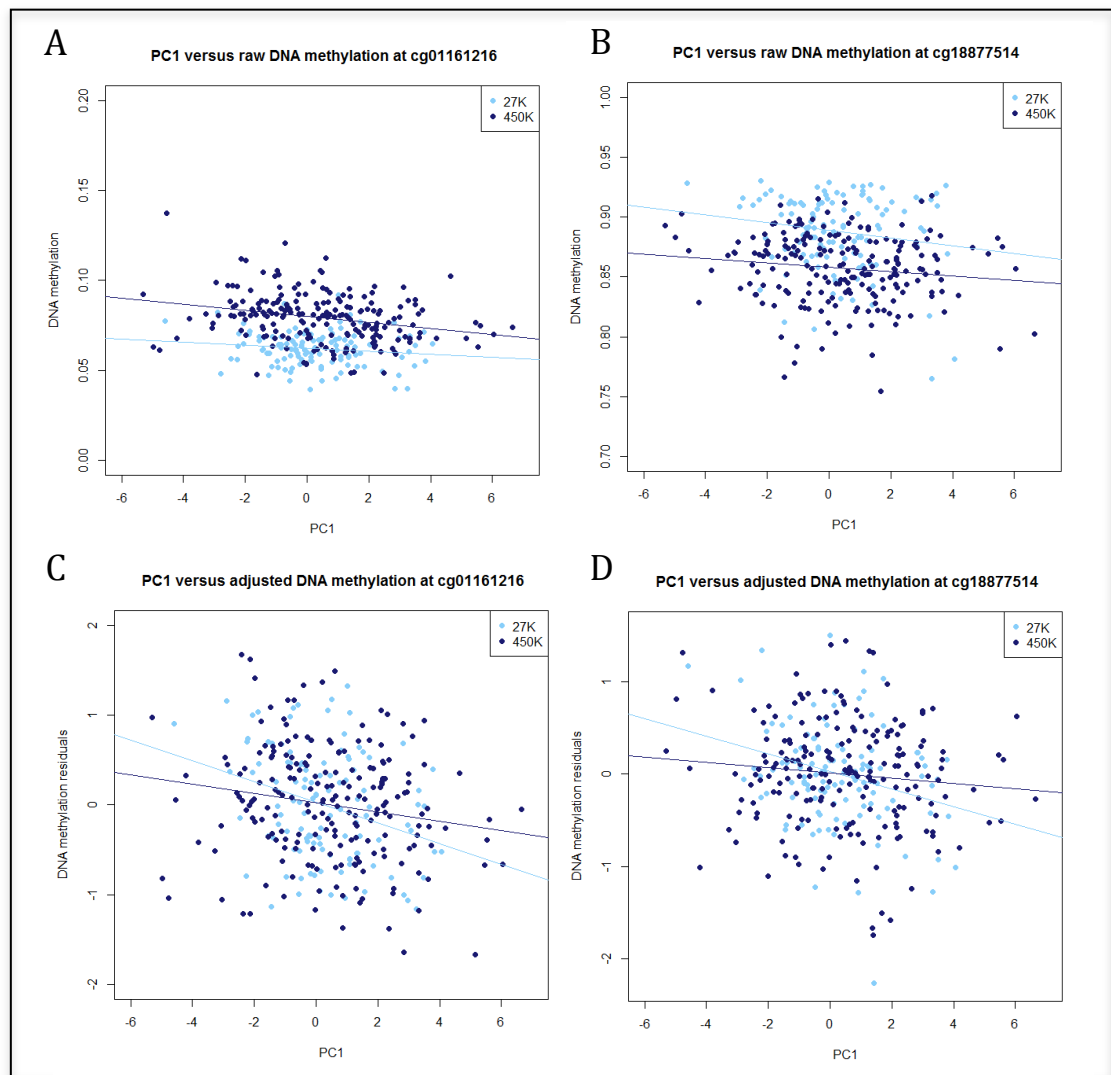 A
PC1 versus raw DNA methylation at cg01161216
27K
450K
DNA methylation
0.20
0.15
0.10
0.05
0.00
-6 -4 -2 0 2 4 6
PC1
B
PC1 versus raw DNA methylation at cg18877514
27K
450K
DNA methylation
1.00
0.95
0.90
0.85
0.80
0.75
0.70
-6 -4 -2 0 2 4 6
PC1
C
PC1 versus adjusted DNA methylation at cg01161216
27K
450K
DNA methylation residuals
2
1
0
-1
-2
-6 -4 -2 0 2 4 6
PC1
D
PC1 versus adjusted DNA methylation at cg18877514
27K
450K
DNA methylation residuals
1
0
-1
-2
-6 -4 -2 0 2 4 6
PC1